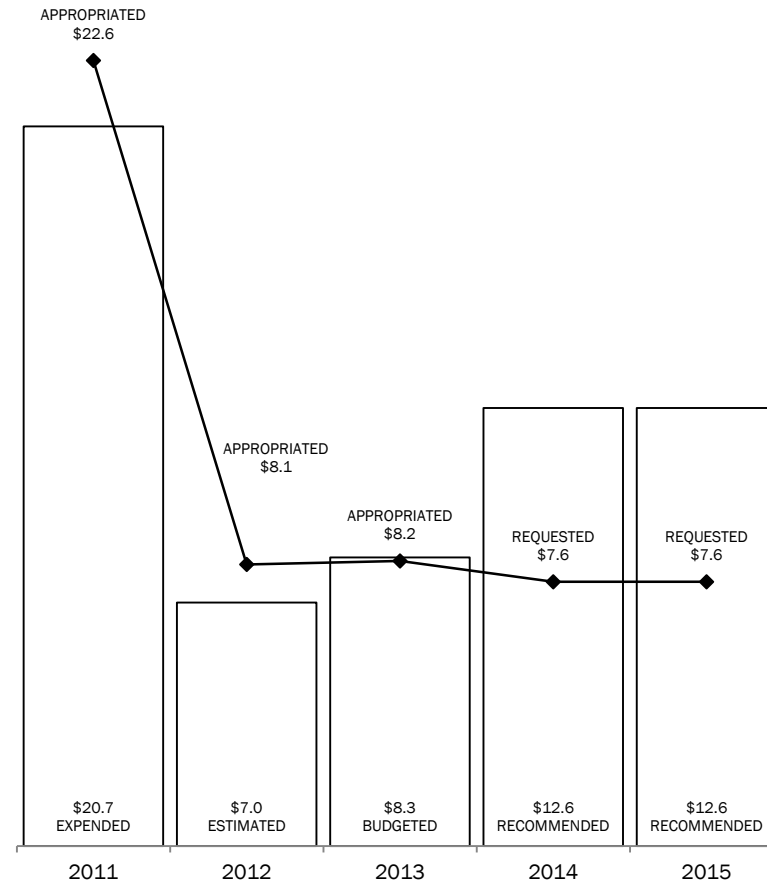 APPROPRIATED
$22.6
APPROPRIATED
$8.1
APPROPRIATED
$8.2
REQUESTED
$7.6
REQUESTED
$7.6
$20.7
EXPENDED
$7.0
ESTIMATED
$8.3
BUDGETED
$12.6
RECOMMENDED
$12.6
RECOMMENDED
2011
2012
2013
2014
2015